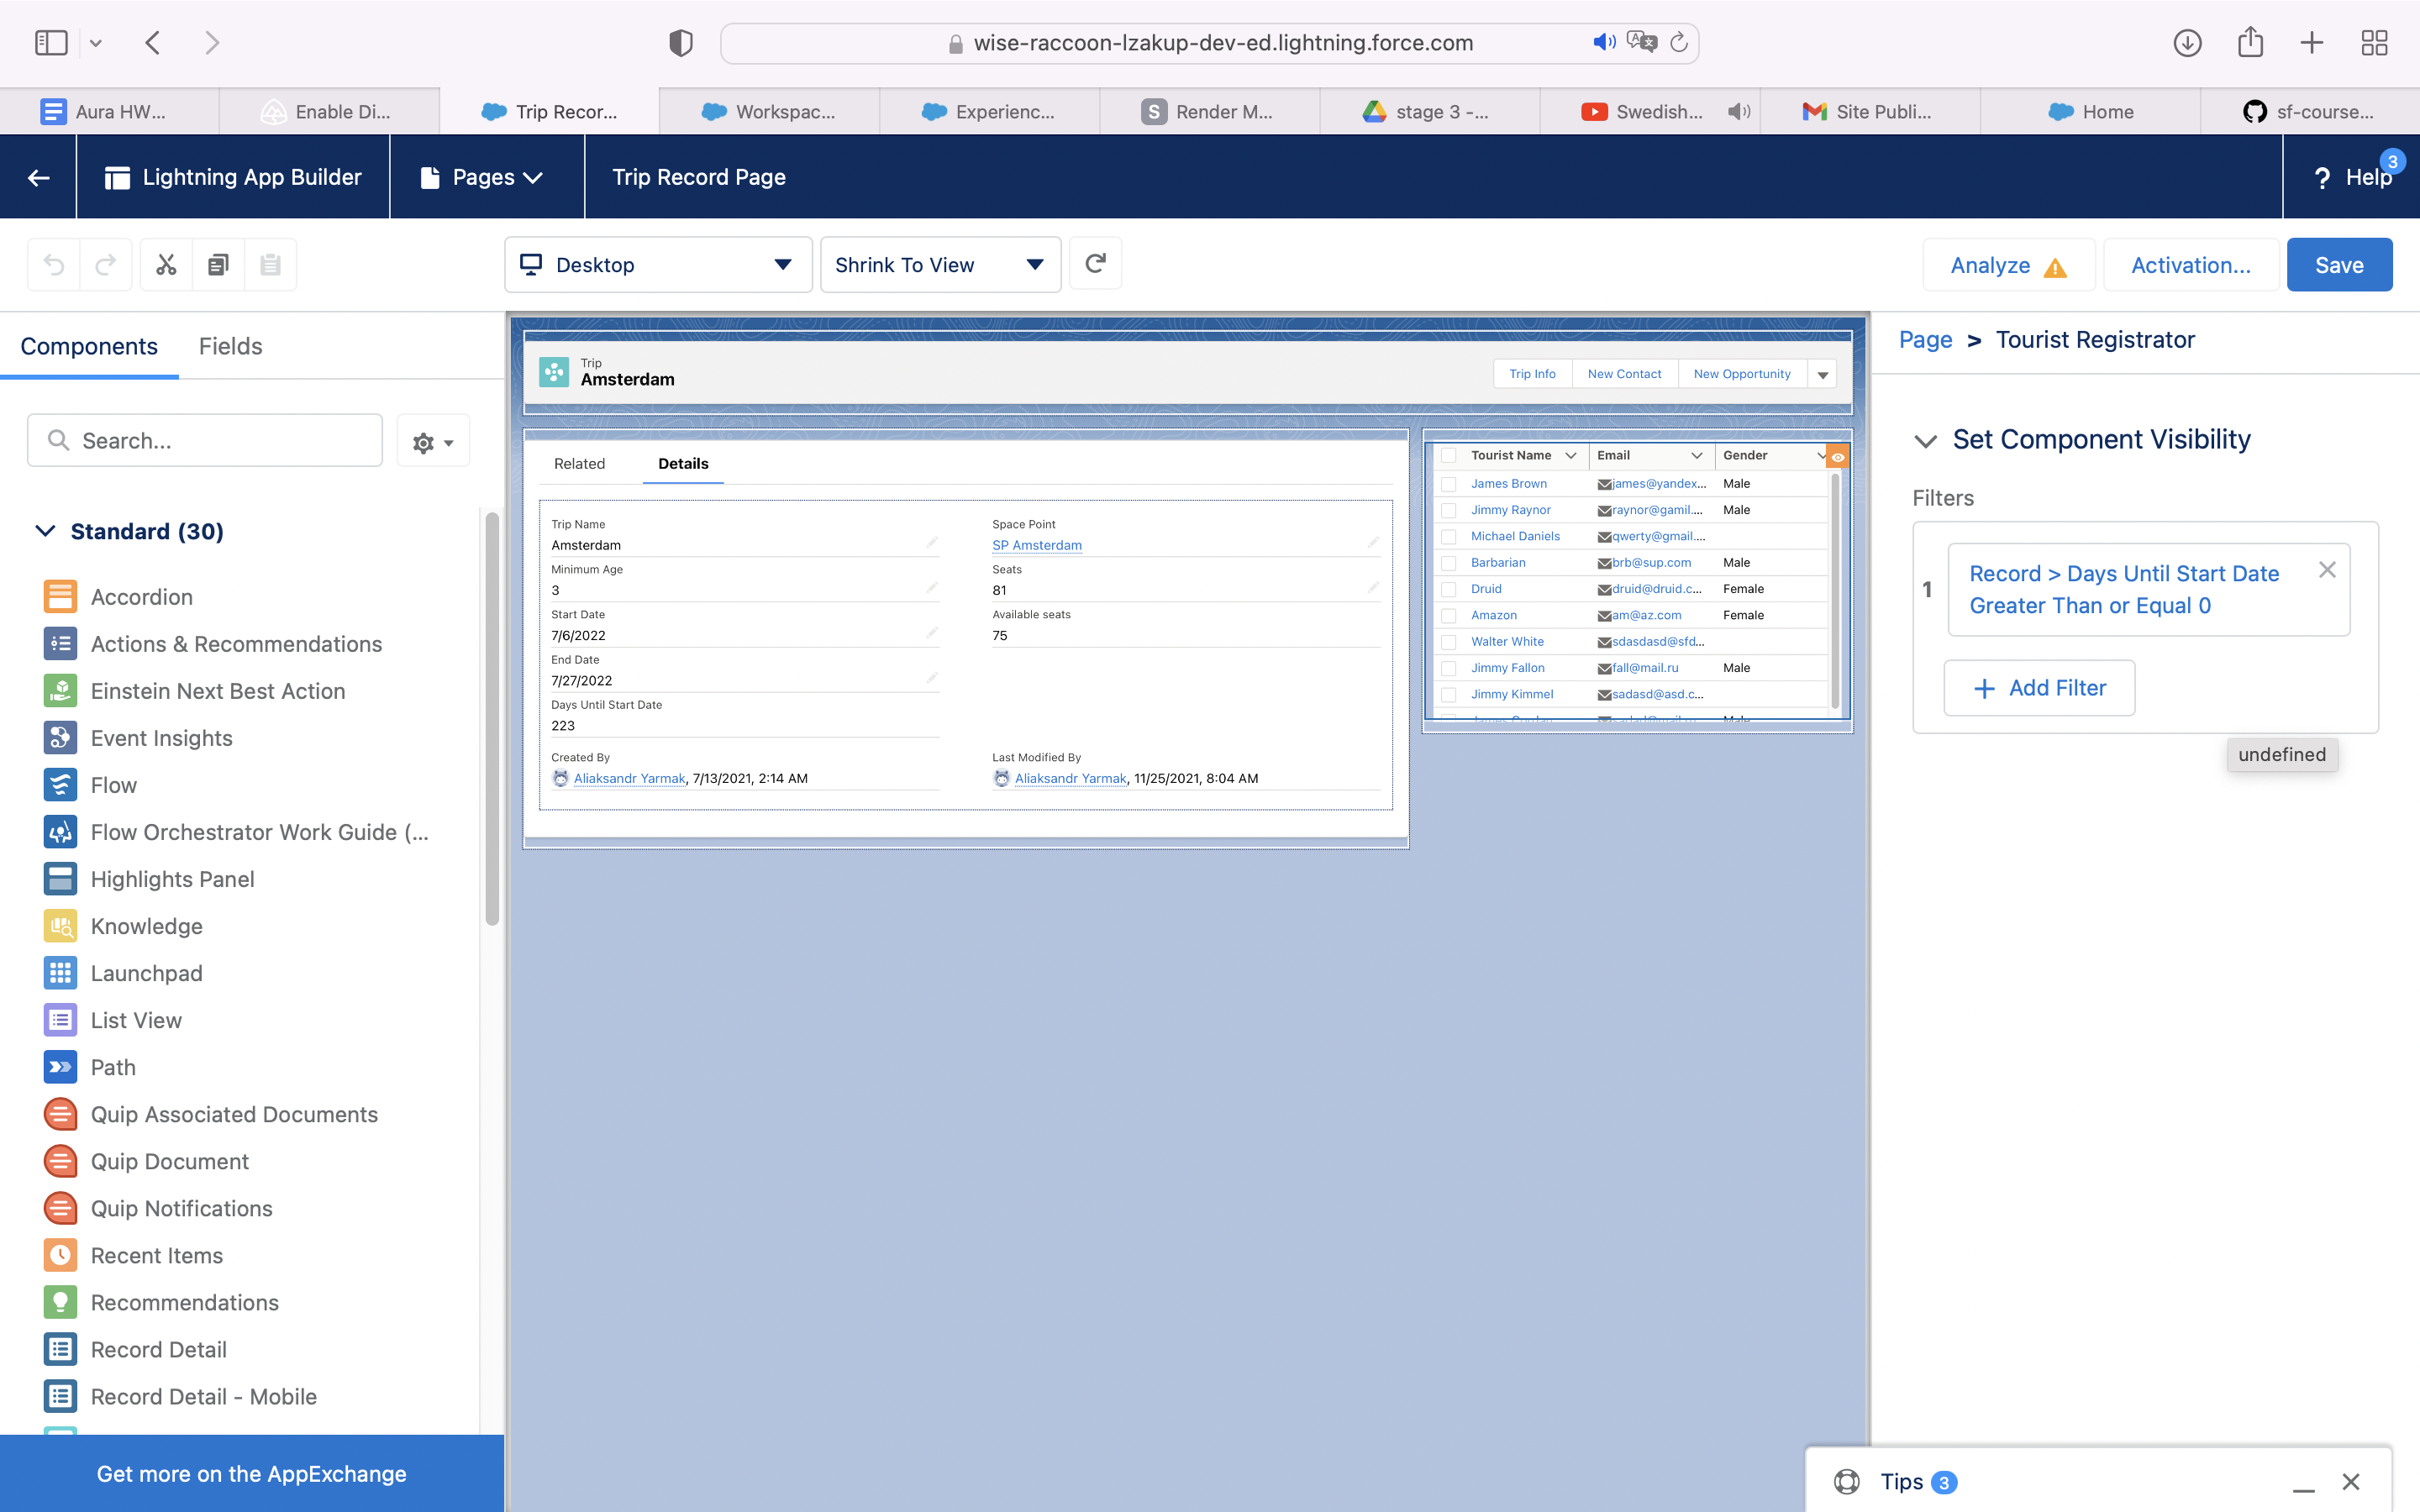 wise-raccoon-lzakup-dev-ed.lightning.force.com
Aura HW...
Enable Di...
Trip Recor...
Workspac...
Experienc...
S
Render M...
stage 3 -...
Swedish...
Site Publi...
Home
sf-course...
Lightning App Builder
Pages
Trip Record Page
? Help
3
Desktop
Shrink To View
Analyze
Activation...
Save
Components
Fields
Search...
Standard (30)
Accordion
Actions & Recommendations
Einstein Next Best Action
Event Insights
Flow
Flow Orchestrator Work Guide (...
Highlights Panel
Knowledge
Launchpad
List View
Path
Quip Associated Documents
Quip Document
Quip Notifications
Recent Items
Recommendations
Record Detail
Record Detail - Mobile
Get more on the AppExchange
Trip
Amsterdam
Trip Info
New Contact
New Opportunity
Related
Details
Trip Name
Amsterdam
Space Point
SP Amsterdam
Minimum Age
3
Seats
81
Start Date
7/6/2022
Available seats
75
End Date
7/27/2022
Days Until Start Date
223
Created By
Aliaksandr Yarmak, 7/13/2021, 2:14 AM
Last Modified By
Aliaksandr Yarmak, 11/25/2021, 8:04 AM
Tourist Name Email Gender
James Brown james@yandex... Male
Jimmy Raynor raynor@gamil.... Male
Michael Daniels qwerty@gmail....
Barbarian brb@sup.com Male
Druid druid@druid.c... Female
Amazon am@az.com Female
Walter White sdasdasd@sfd...
Jimmy Fallon fall@mail.ru Male
Jimmy Kimmel sadasd@asd.c...
Page > Tourist Registrator
Set Component Visibility
Filters
1
Record > Days Until Start Date
Greater Than or Equal 0
Add Filter
undefined
Tips 3